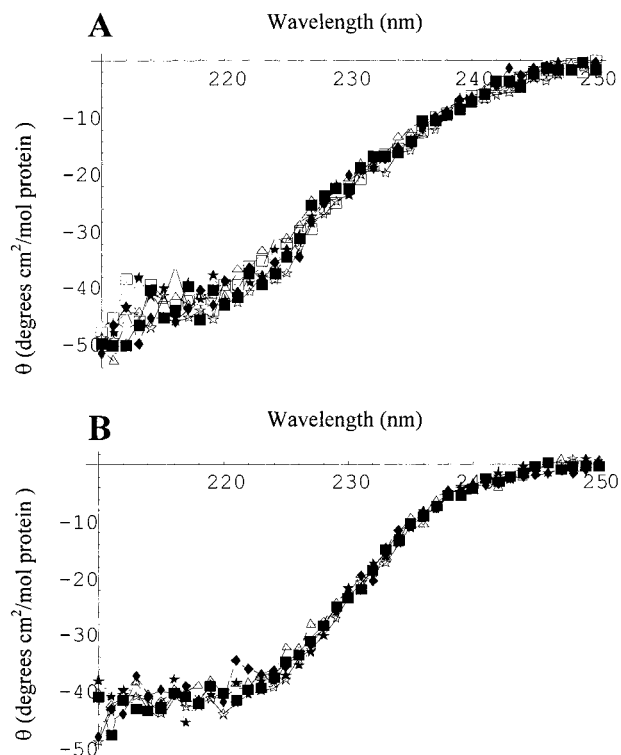 A
Wavelength (nm)
220 230 240 250
-10
-20
-30
-40
-50
θ (degrees cm²/mol protein )
B
Wavelength (nm)
220 230 240 250
-10
-20
-30
-40
-50
θ (degrees cm²/mol protein )